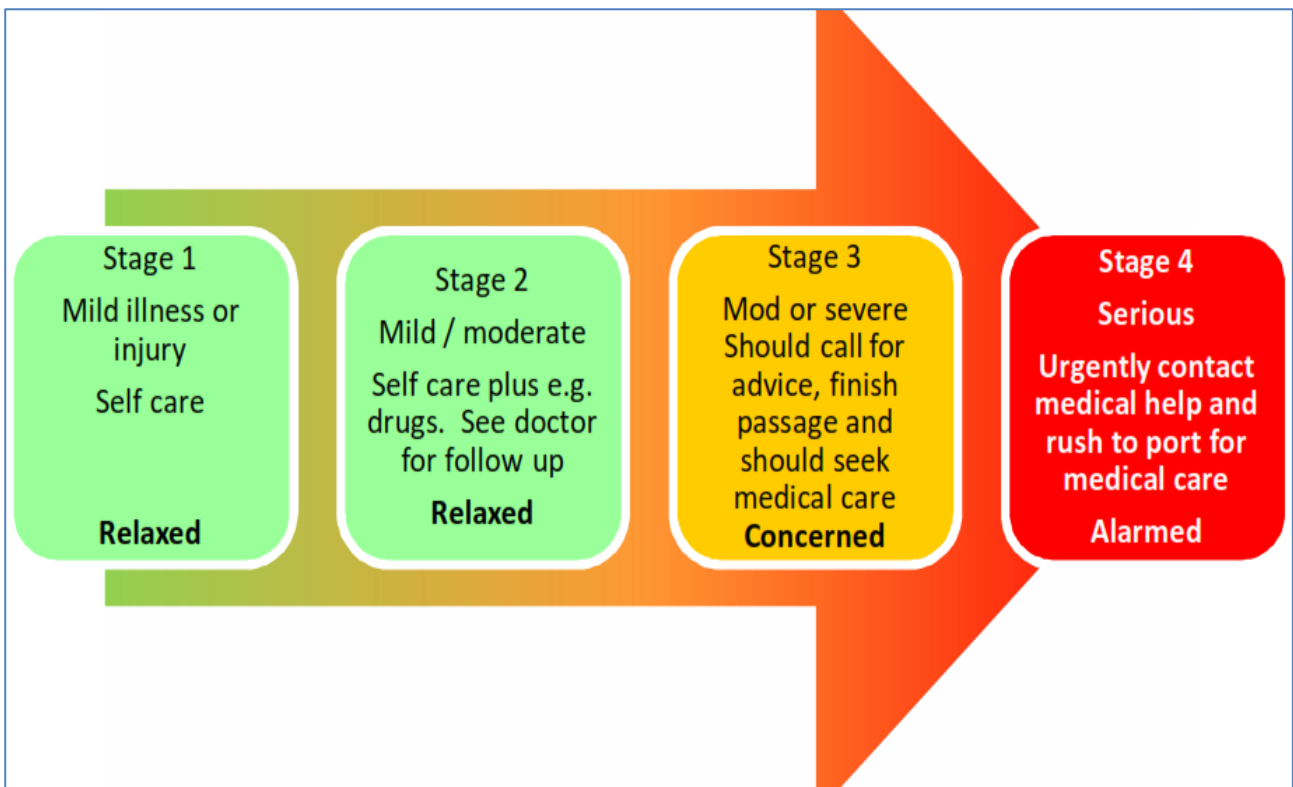 Stage 1
Mild illness or
injury
Self care
Relaxed
Stage 2
Mild / moderate
Self care plus e.g.
drugs. See doctor
for follow up
Relaxed
Stage 3
Mod or severe
Should call for
advice, finish
passage and
should seek
medical care
Concerned
Stage 4
Serious
Urgently contact
medical help and
rush to port for
medical care
Alarmed